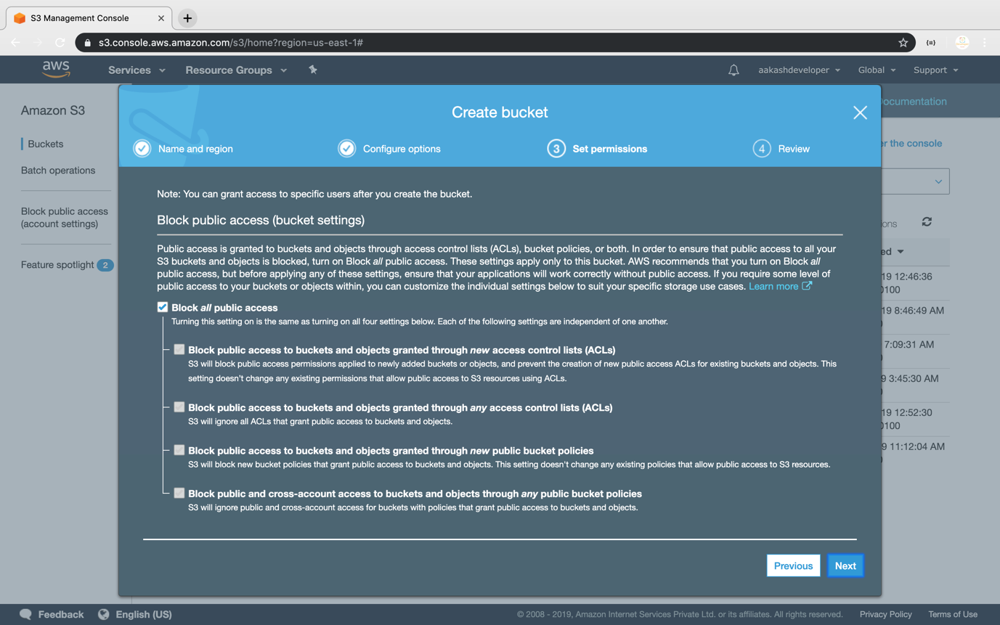 S3 Management Console
s3.console.aws.amazon.com/s3/home?region=us-east-1#
aws
Services
Resource Groups
aakashdeveloper
Global
Support
Amazon S3
Buckets
Batch operations
Block public access
(account settings)
Feature spotlight 2
Documentation
er the console
ons
ed
19 12:46:36
0100
19 8:46:49 AM
7:09:31 AM
9 3:45:30 AM
19 12:52:30
0100
9 11:12:04 AM
Create bucket
Name and region
Configure options
3 Set permissions
4 Review
Note: You can grant access to specific users after you create the bucket.
Block public access (bucket settings)
Public access is granted to buckets and objects through access control lists (ACLs), bucket policies, or both. In order to ensure that public access to all your
S3 buckets and objects is blocked, turn on Block all public access. These settings apply only to this bucket. AWS recommends that you turn on Block all
public access, but before applying any of these settings, ensure that your applications will work correctly without public access. If you require some level of
public access to your buckets or objects within, you can customize the individual settings below to suit your specific storage use cases. Learn more
Block all public access
Turning this setting on is the same as turning on all four settings below. Each of the following settings are independent of one another.
Block public access to buckets and objects granted through new access control lists (ACLs)
S3 will block public access permissions applied to newly added buckets or objects, and prevent the creation of new public access ACLs for existing buckets and objects. This
setting doesn't change any existing permissions that allow public access to S3 resources using ACLs.
Block public access to buckets and objects granted through any access control lists (ACLs)
S3 will ignore all ACLs that grant public access to buckets and objects.
Block public access to buckets and objects granted through new public bucket policies
S3 will block new bucket policies that grant public access to buckets and objects. This setting doesn't change any existing policies that allow public access to S3 resources.
Block public and cross-account access to buckets and objects through any public bucket policies
S3 will ignore public and cross-account access for buckets with policies that grant public access to buckets and objects.
Previous
Next
Feedback
English (US)
© 2008 - 2019, Amazon Internet Services Private Ltd. or its affiliates. All rights reserved.
Privacy Policy
Terms of Use